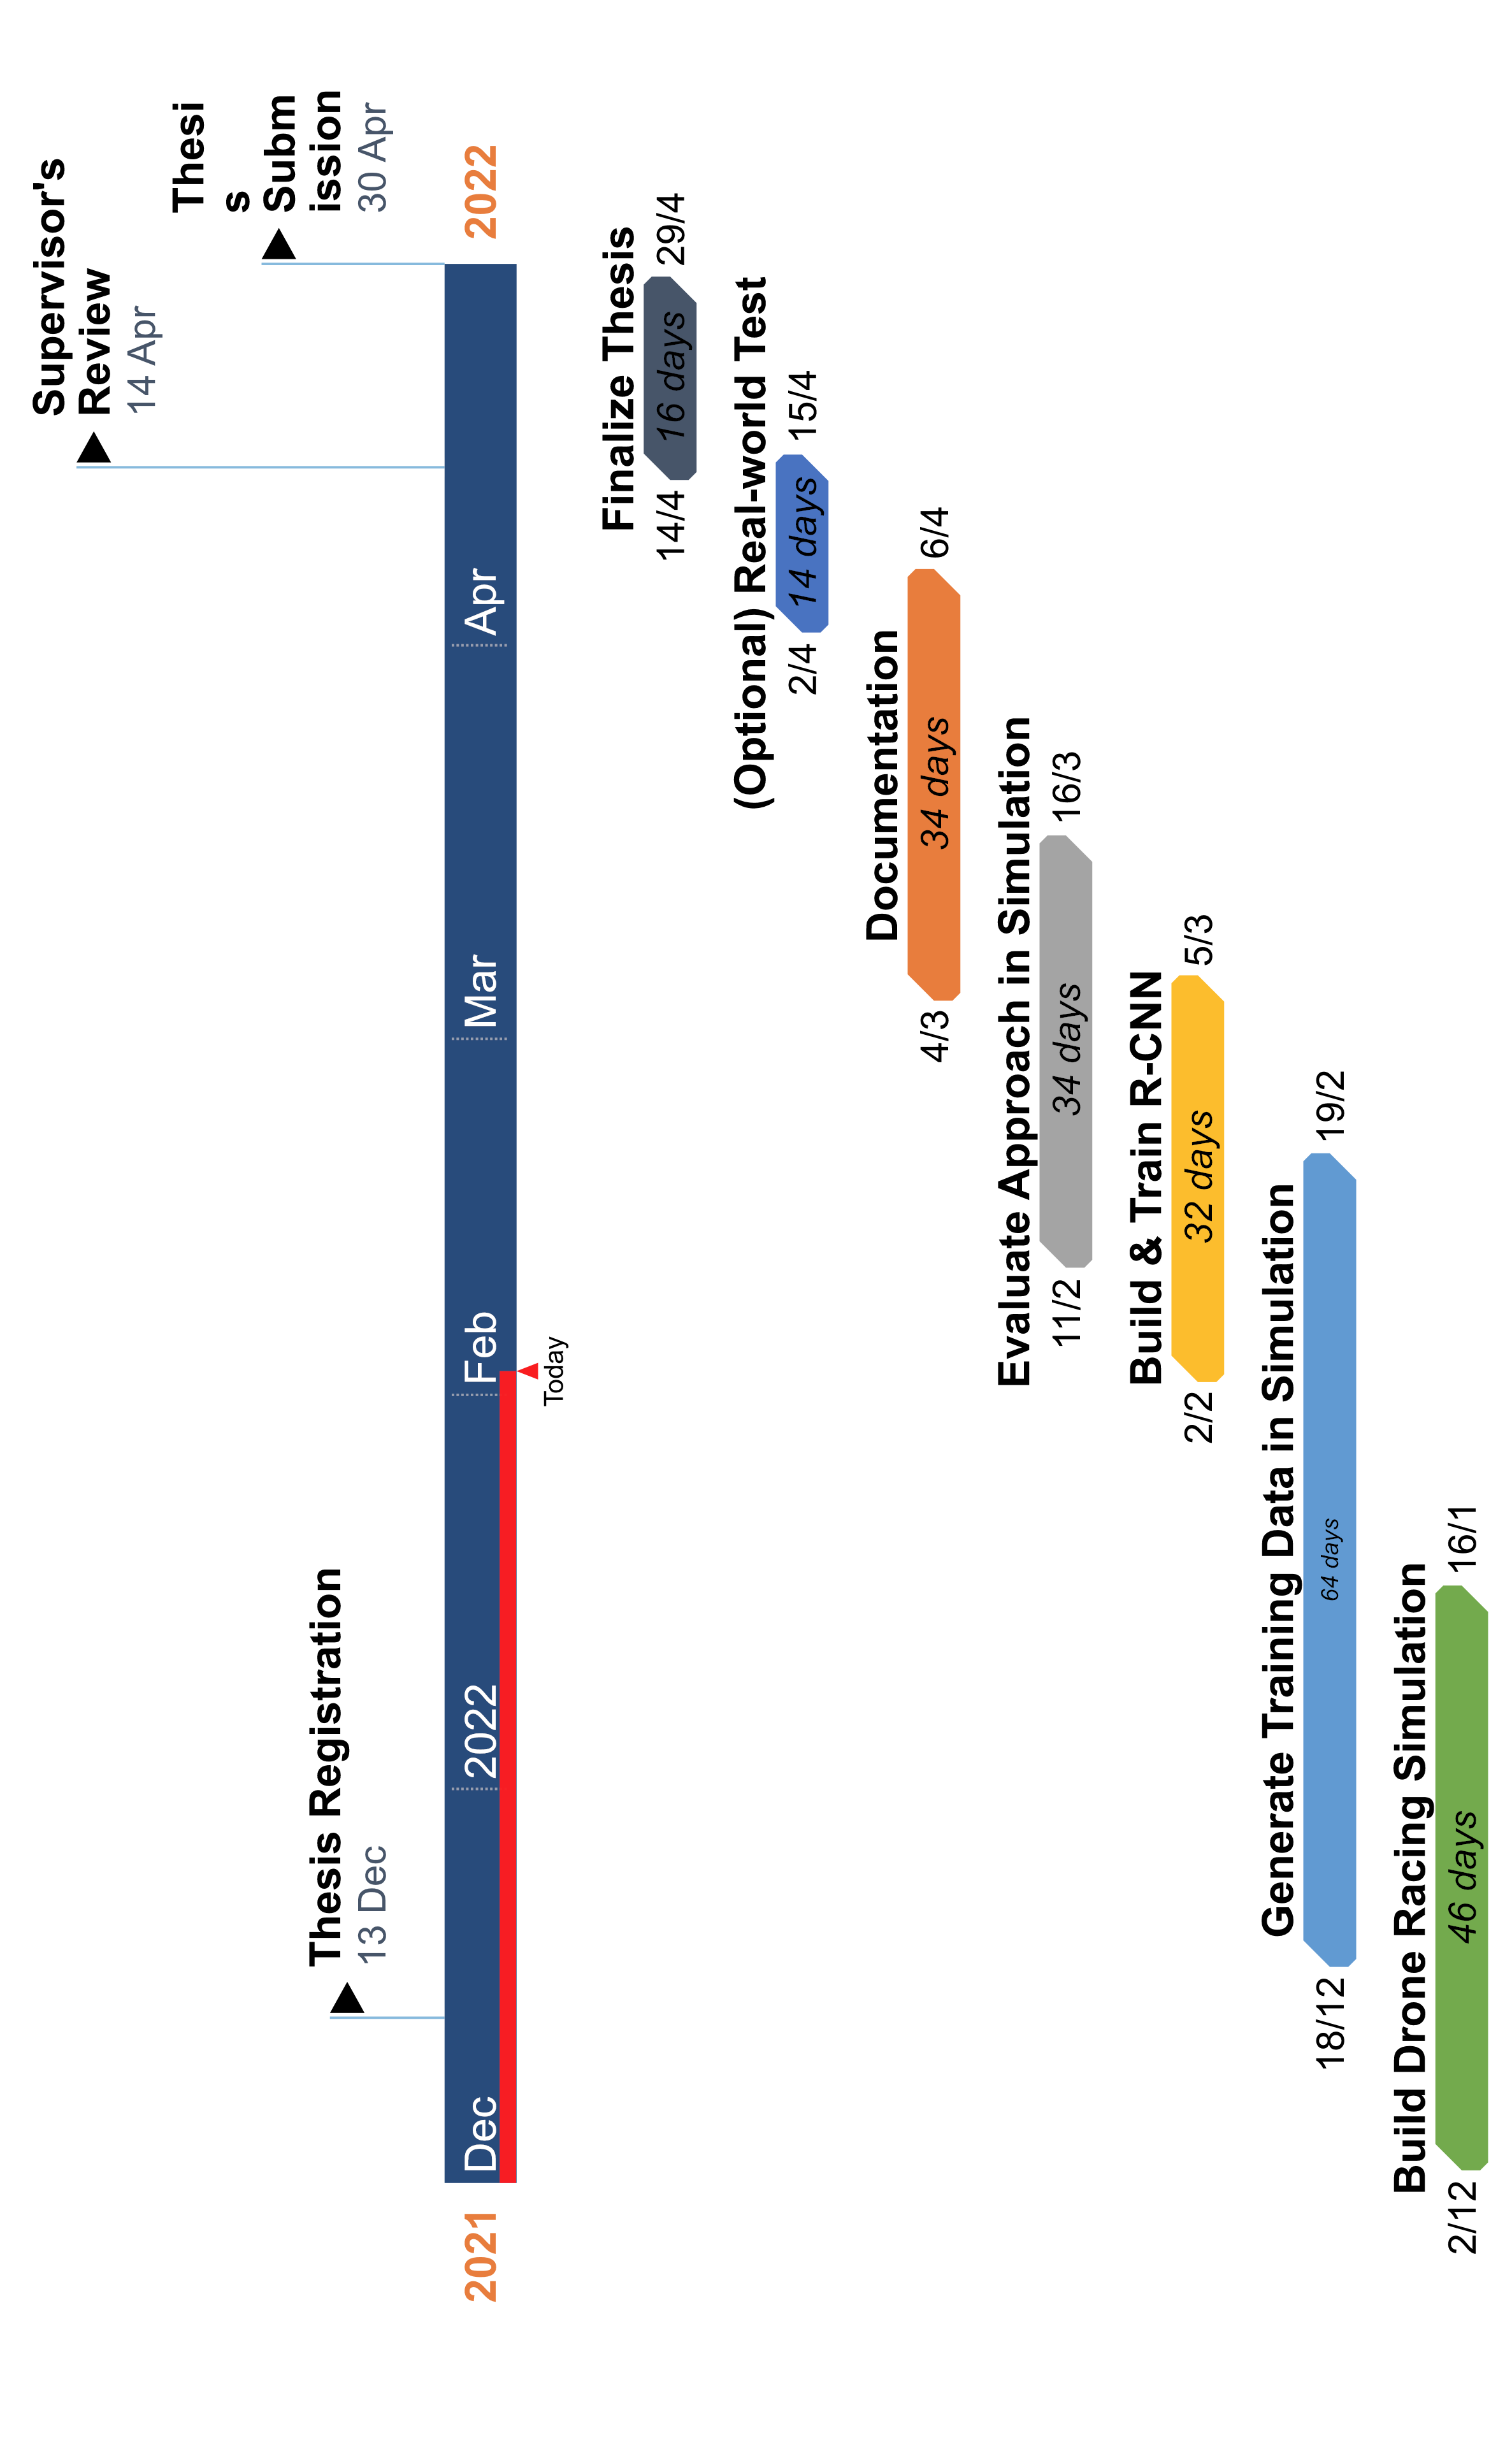 Supervisor's
Review
14 Apr
Thesi
s
Subm
ission
30 Apr
Thesis Registration
13 Dec
2021
Dec
2022
Feb
Mar
Apr
2022
Today
Finalize Thesis
14/4
16 days
29/4
(Optional) Real-world Test
2/4
14 days
15/4
Documentation
4/3
34 days
6/4
Evaluate Approach in Simulation
11/2
34 days
16/3
Build & Train R-CNN
2/2
32 days
5/3
Generate Training Data in Simulation
18/12
64 days
19/2
Build Drone Racing Simulation
2/12
46 days
16/1